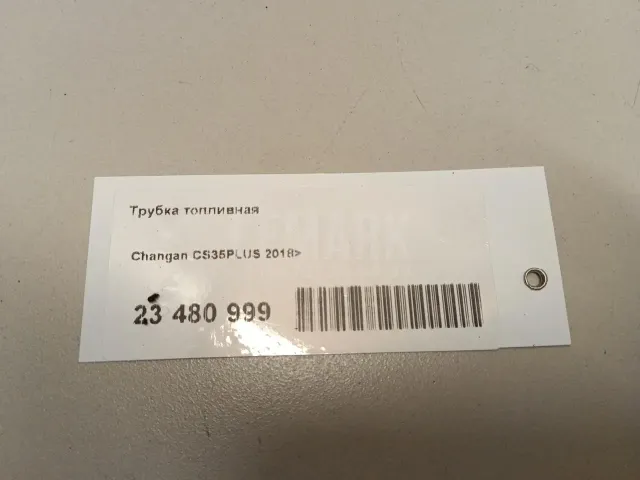 Трубка топливная
Changan CS35PLUS 2018>
23 480 999